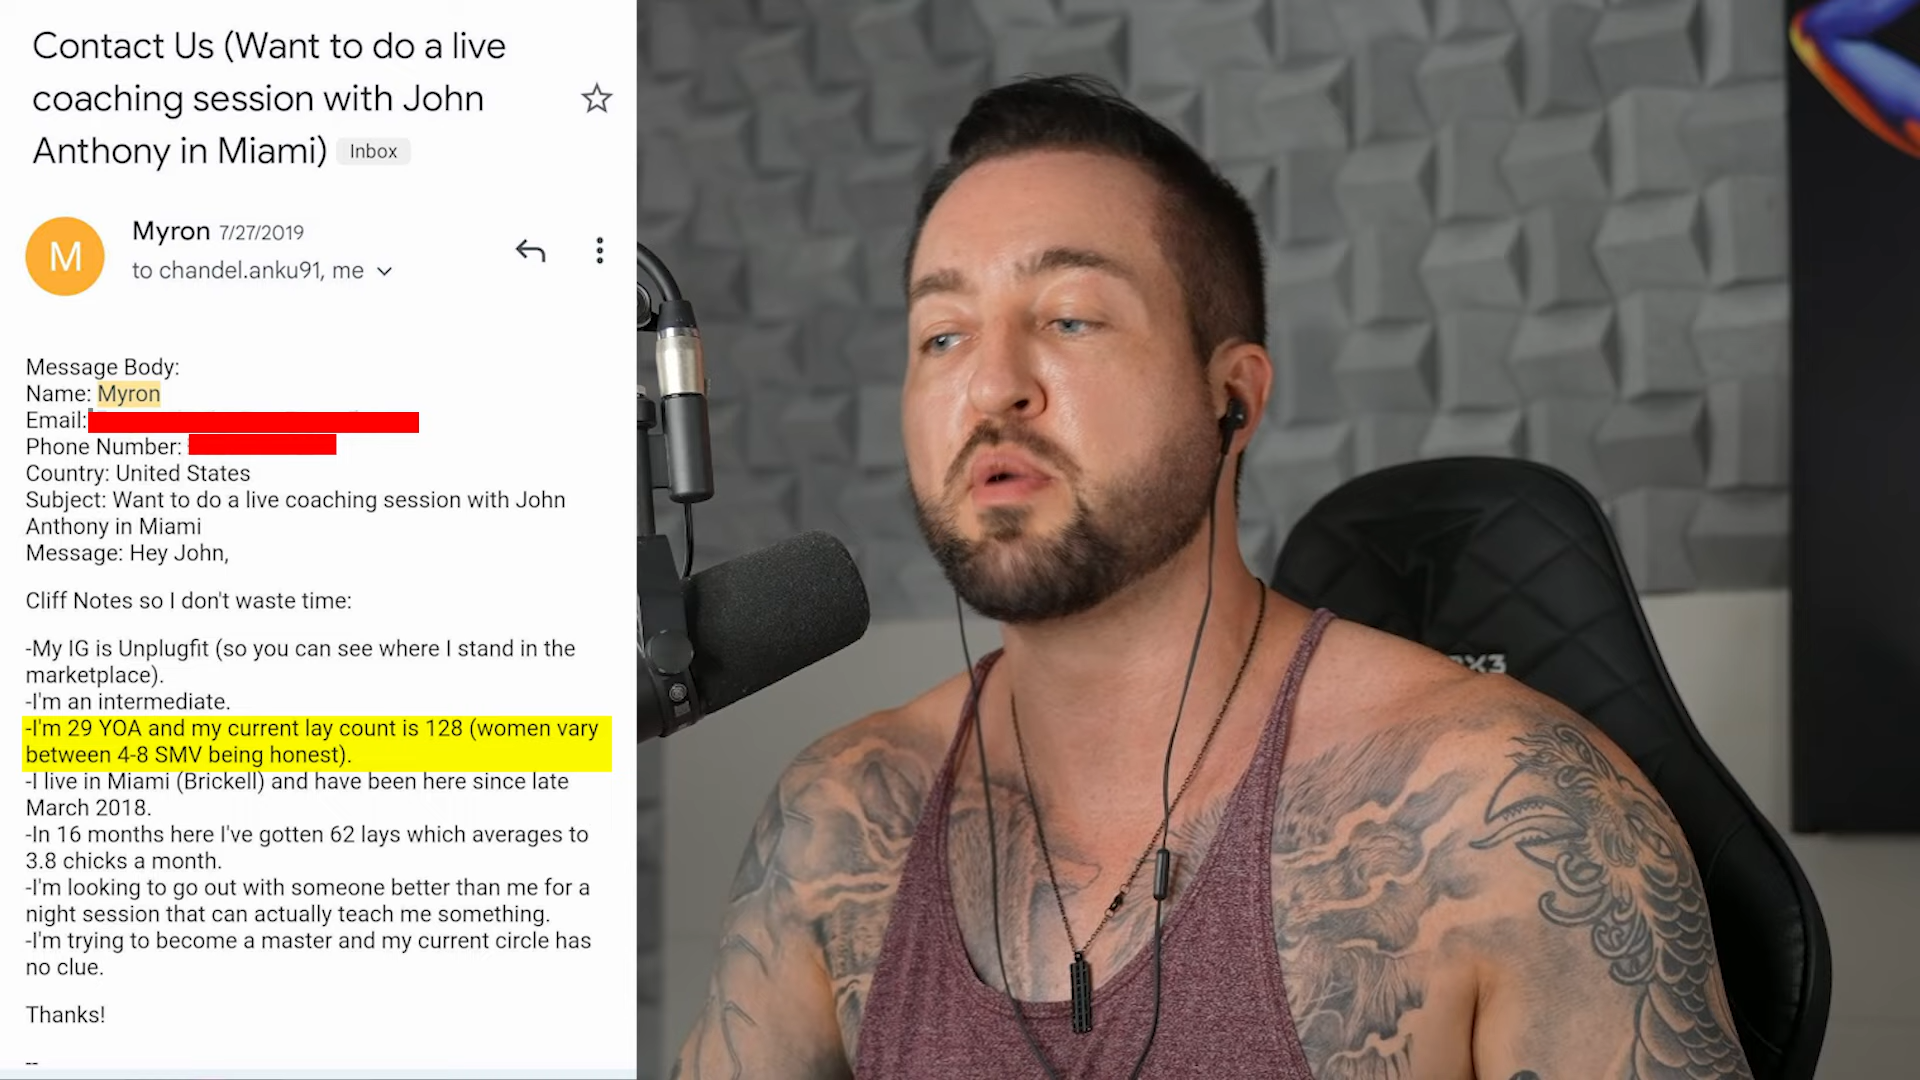 Contact Us (Want to do a live
coaching session with John
Anthony in Miami) Inbox
M
Myron 7/27/2019
to chandel.anku91, me
Message Body:
Name: Myron
Email:
Phone Number:
Country: United States
Subject: Want to do a live coaching session with John
Anthony in Miami
Message: Hey John,
Cliff Notes so I don't waste time:
-My IG is Unplugfit (so you can see where I stand in the
marketplace).
-I'm an intermediate.
-I'm 29 YOA and my current lay count is 128 (women vary
between 4-8 SMV being honest).
-I live in Miami (Brickell) and have been here since late
March 2018.
-In 16 months here I've gotten 62 lays which averages to
3.8 chicks a month.
-I'm looking to go out with someone better than me for a
night session that can actually teach me something.
-I'm trying to become a master and my current circle has
no clue.
Thanks!
--